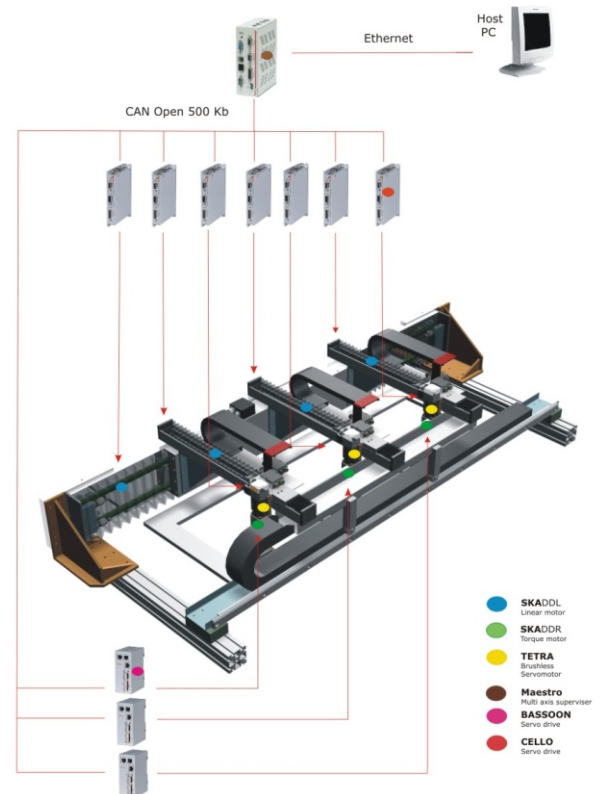 Host
PC
Ethernet
CAN Open 500 Kb
SKADDL
Linear motor
SKADDR
Torque motor
TETRA
Brushless
Servomotor
Maestro
Multi axis superviser
BASSOON
Servo drive
CELLO
Servo drive